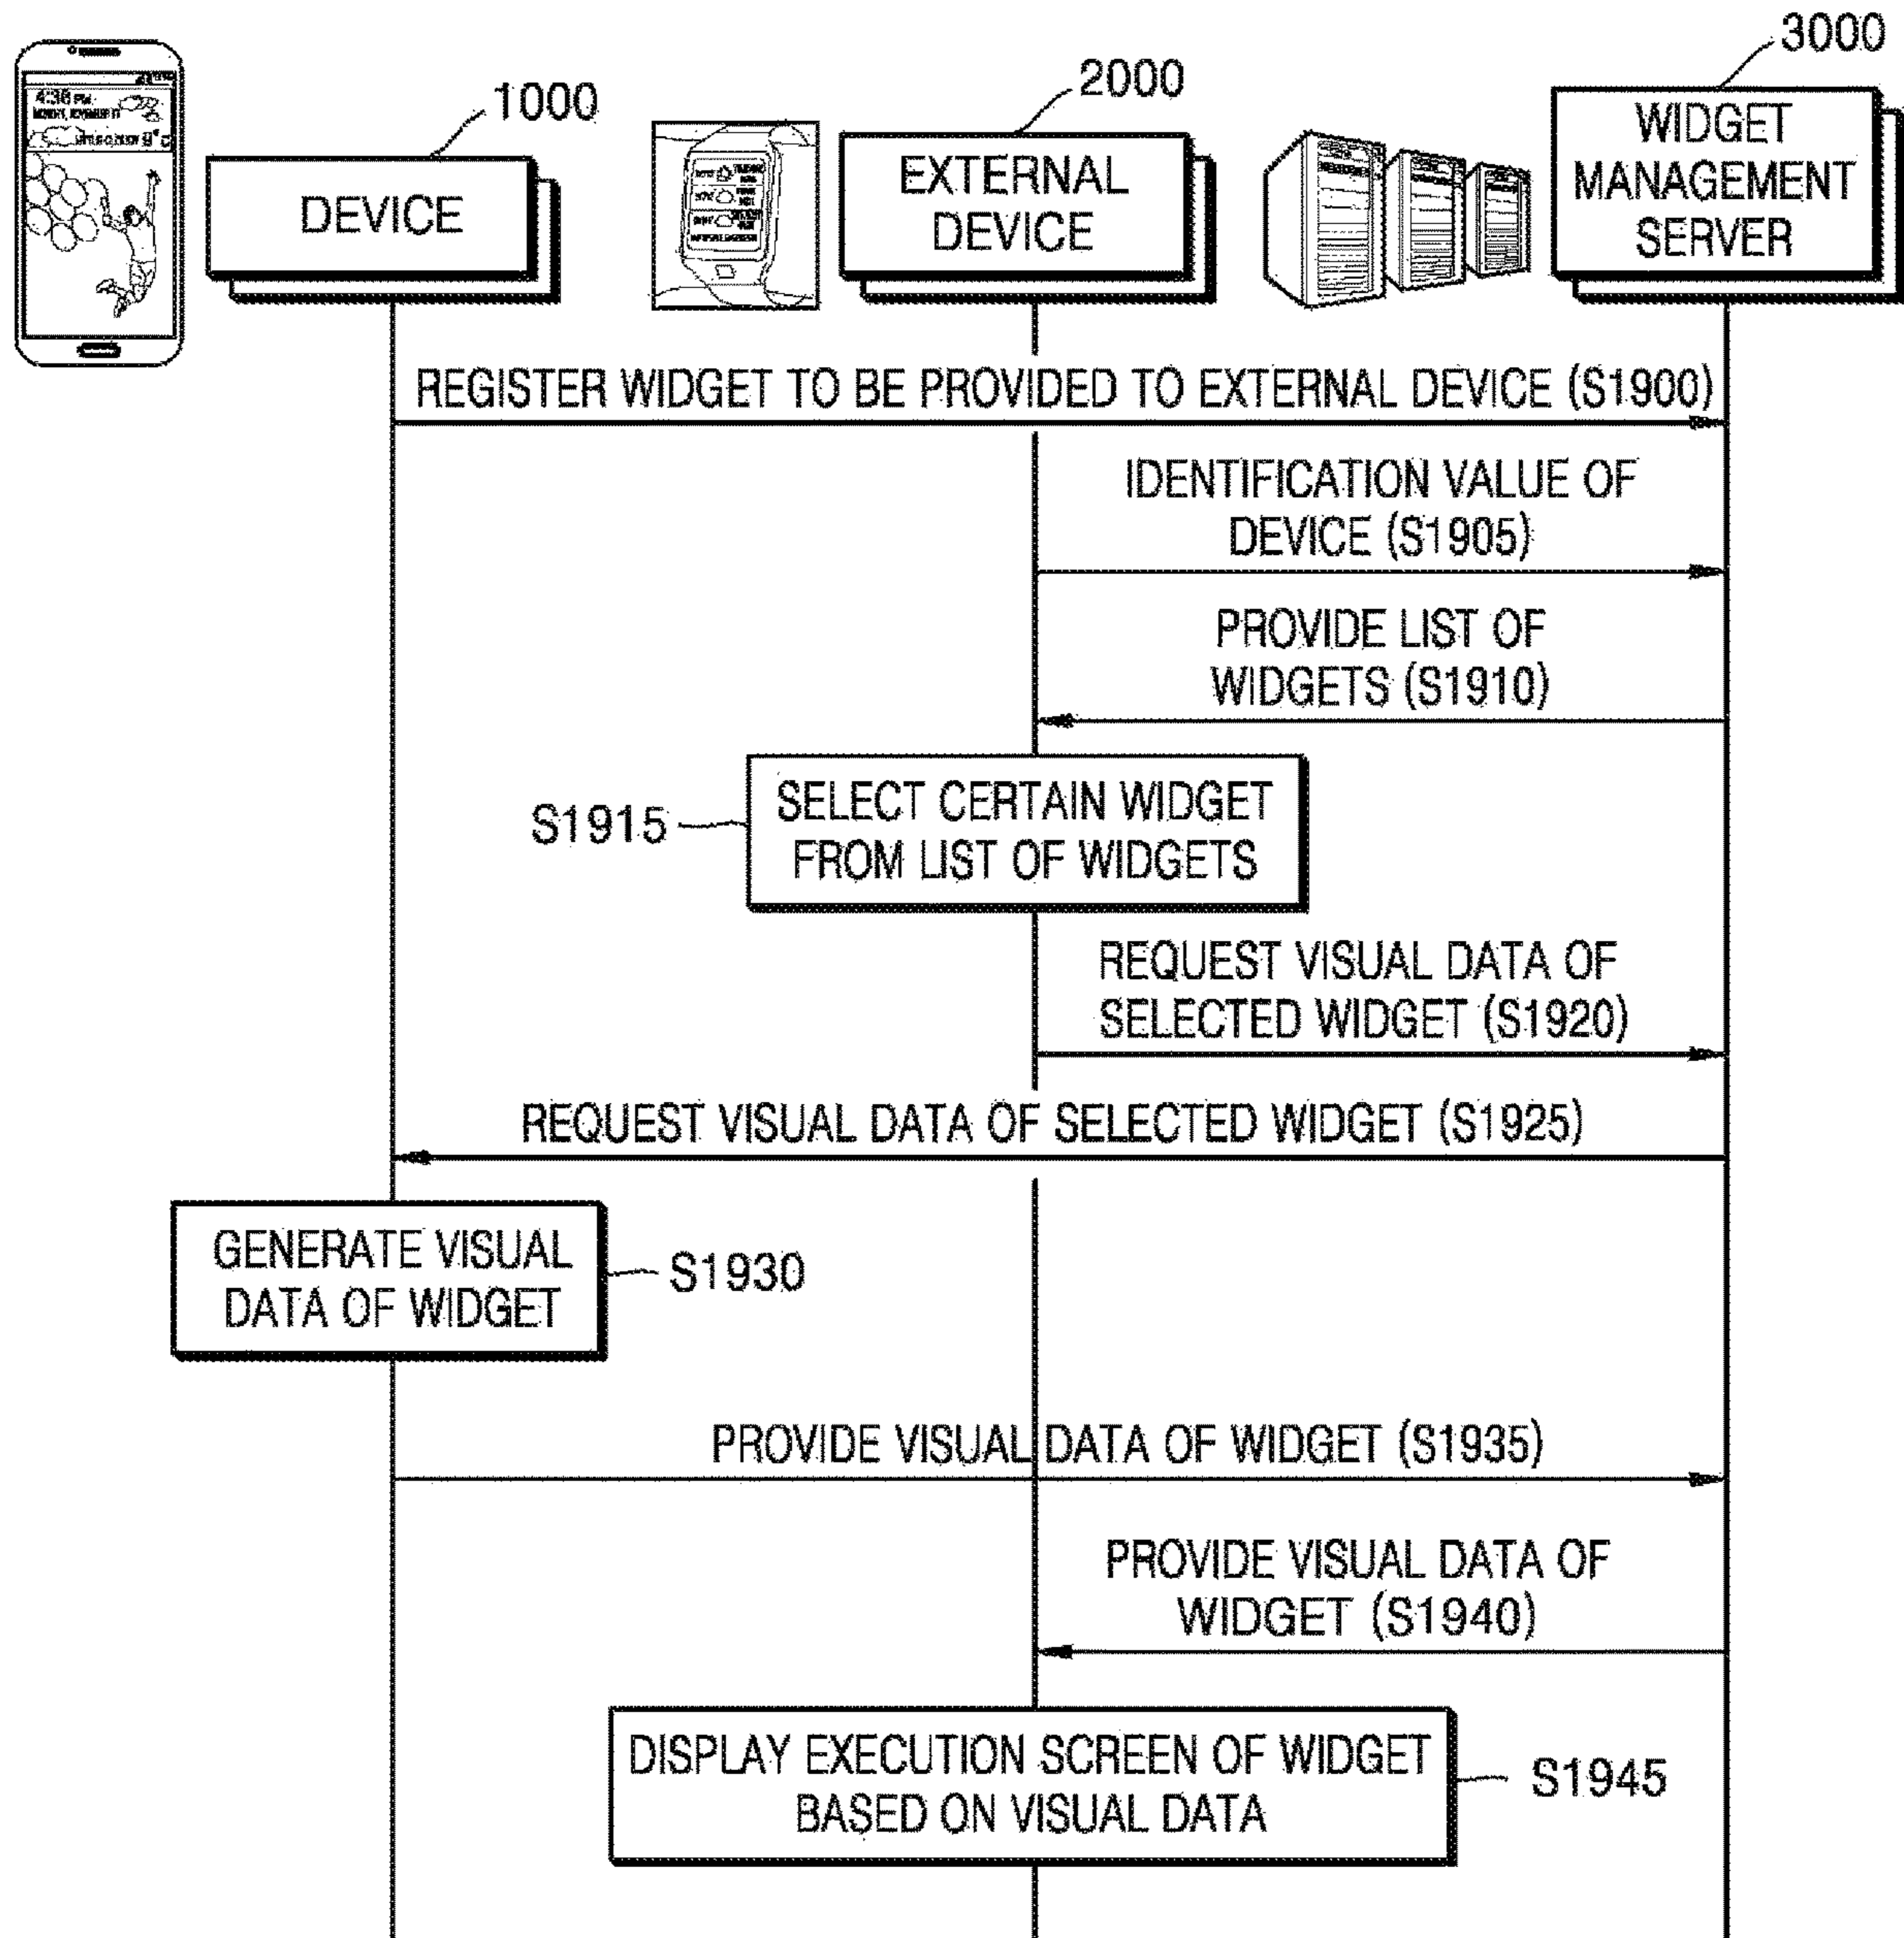 3000
2000
1000
4:36 PM
WIDGET
MANAGEMENT
SERVER
EXTERNAL
DEVICE
DEVICE
REGISTER WIDGET TO BE PROVIDED TO EXTERNAL DEVICE (S1900)
IDENTIFICATION VALUE OF
DEVICE (S1905)
PROVIDE LIST OF
WIDGETS (S1910)
S1915
SELECT CERTAIN WIDGET
FROM LIST OF WIDGETS
REQUEST VISUAL DATA OF
SELECTED WIDGET (S1920)
REQUEST VISUAL DATA OF SELECTED WIDGET (S1925)
GENERATE VISUAL
DATA OF WIDGET
S1930
PROVIDE VISUAL DATA OF WIDGET (S1935)
PROVIDE VISUAL DATA OF
WIDGET (S1940)
DISPLAY EXECUTION SCREEN OF WIDGET
BASED ON VISUAL DATA
S1945